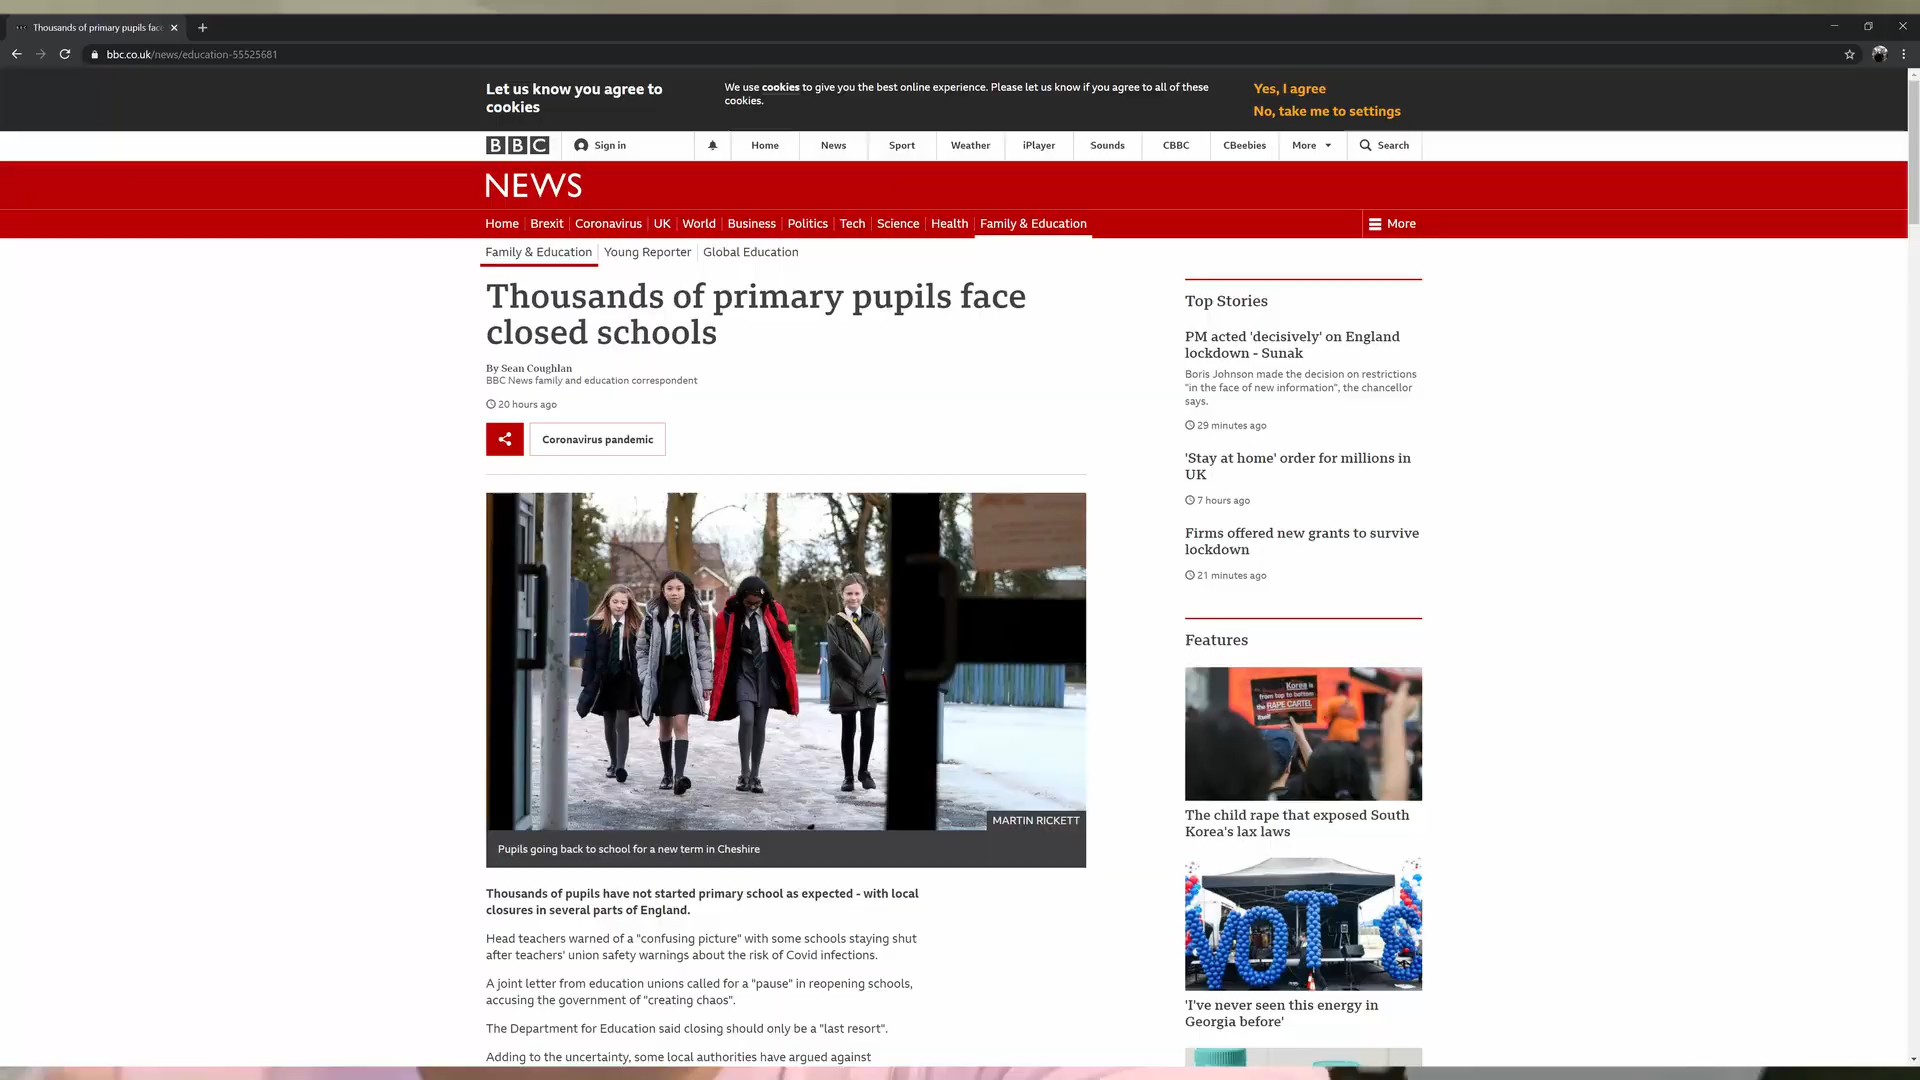 Thousands of primary pupils fac
bbc.co.uk/news/education-55525681
Let us know you agree to
cookies
We use cookies to give you the best online experience. Please let us know if you agree to all of these
cookies.
Yes, I agree
No, take me to settings
BBC
Sign in
Home
News
Sport
Weather
iPlayer
Sounds
CBBC
CBeebies
More
Search
NEWS
Home
Brexit
Coronavirus
UK
World
Business
Politics
Tech
Science
Health
Family & Education
More
Family & Education
Young Reporter
Global Education
Thousands of primary pupils face
closed schools
By Sean Coughlan
BBC News family and education correspondent
20 hours ago
Coronavirus pandemic
MARTIN RICKETT
Pupils going back to school for a new term in Cheshire
Thousands of pupils have not started primary school as expected - with local
closures in several parts of England.
Head teachers warned of a "confusing picture" with some schools staying shut
after teachers' union safety warnings about the risk of Covid infections.
A joint letter from education unions called for a "pause" in reopening schools,
accusing the government of "creating chaos".
The Department for Education said closing should only be a "last resort".
Adding to the uncertainty, some local authorities have argued against
Top Stories
PM acted 'decisively' on England
lockdown - Sunak
Boris Johnson made the decision on restrictions
"in the face of new information", the chancellor
says.
29 minutes ago
'Stay at home' order for millions in
UK
7 hours ago
Firms offered new grants to survive
lockdown
21 minutes ago
Features
Korea is
from top to bottom
the RAPE CARTEL
itself
The child rape that exposed South
Korea's lax laws
VOTE
'I've never seen this energy in
Georgia before'